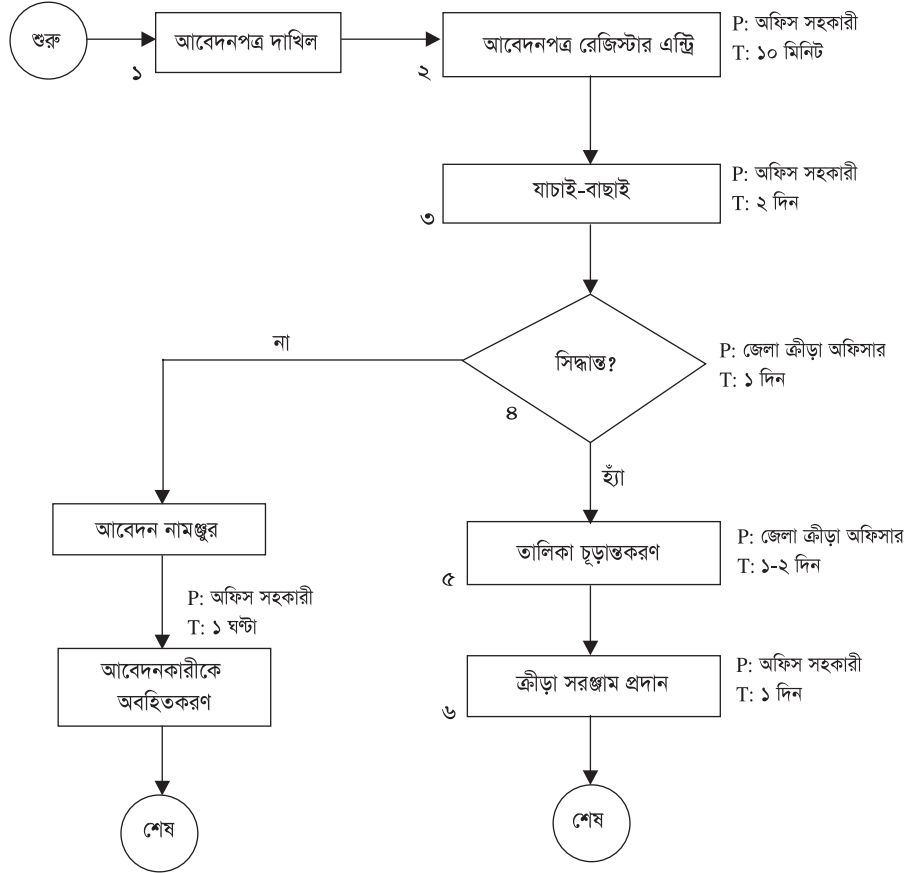 শুরু
আবেদনপত্র দাখিল
১
আবেদনপত্র রেজিস্টার এন্ট্রি
২
P: অফিস সহকারী
T: ১০ মিনিট
যাচাই-বাছাই
৩
P: অফিস সহকারী
T: ২ দিন
সিদ্ধান্ত?
৪
P: জেলা ক্রীড়া অফিসার
T: ১ দিন
না
হ্যাঁ
আবেদন নামঞ্জুর
P: অফিস সহকারী
T: ১ ঘণ্টা
আবেদনকারীকে
অবহিতকরণ
শেষ
তালিকা চূড়ান্তকরণ
৫
P: জেলা ক্রীড়া অফিসার
T: ১-২ দিন
ক্রীড়া সরঞ্জাম প্রদান
৬
P: অফিস সহকারী
T: ১ দিন
শেষ